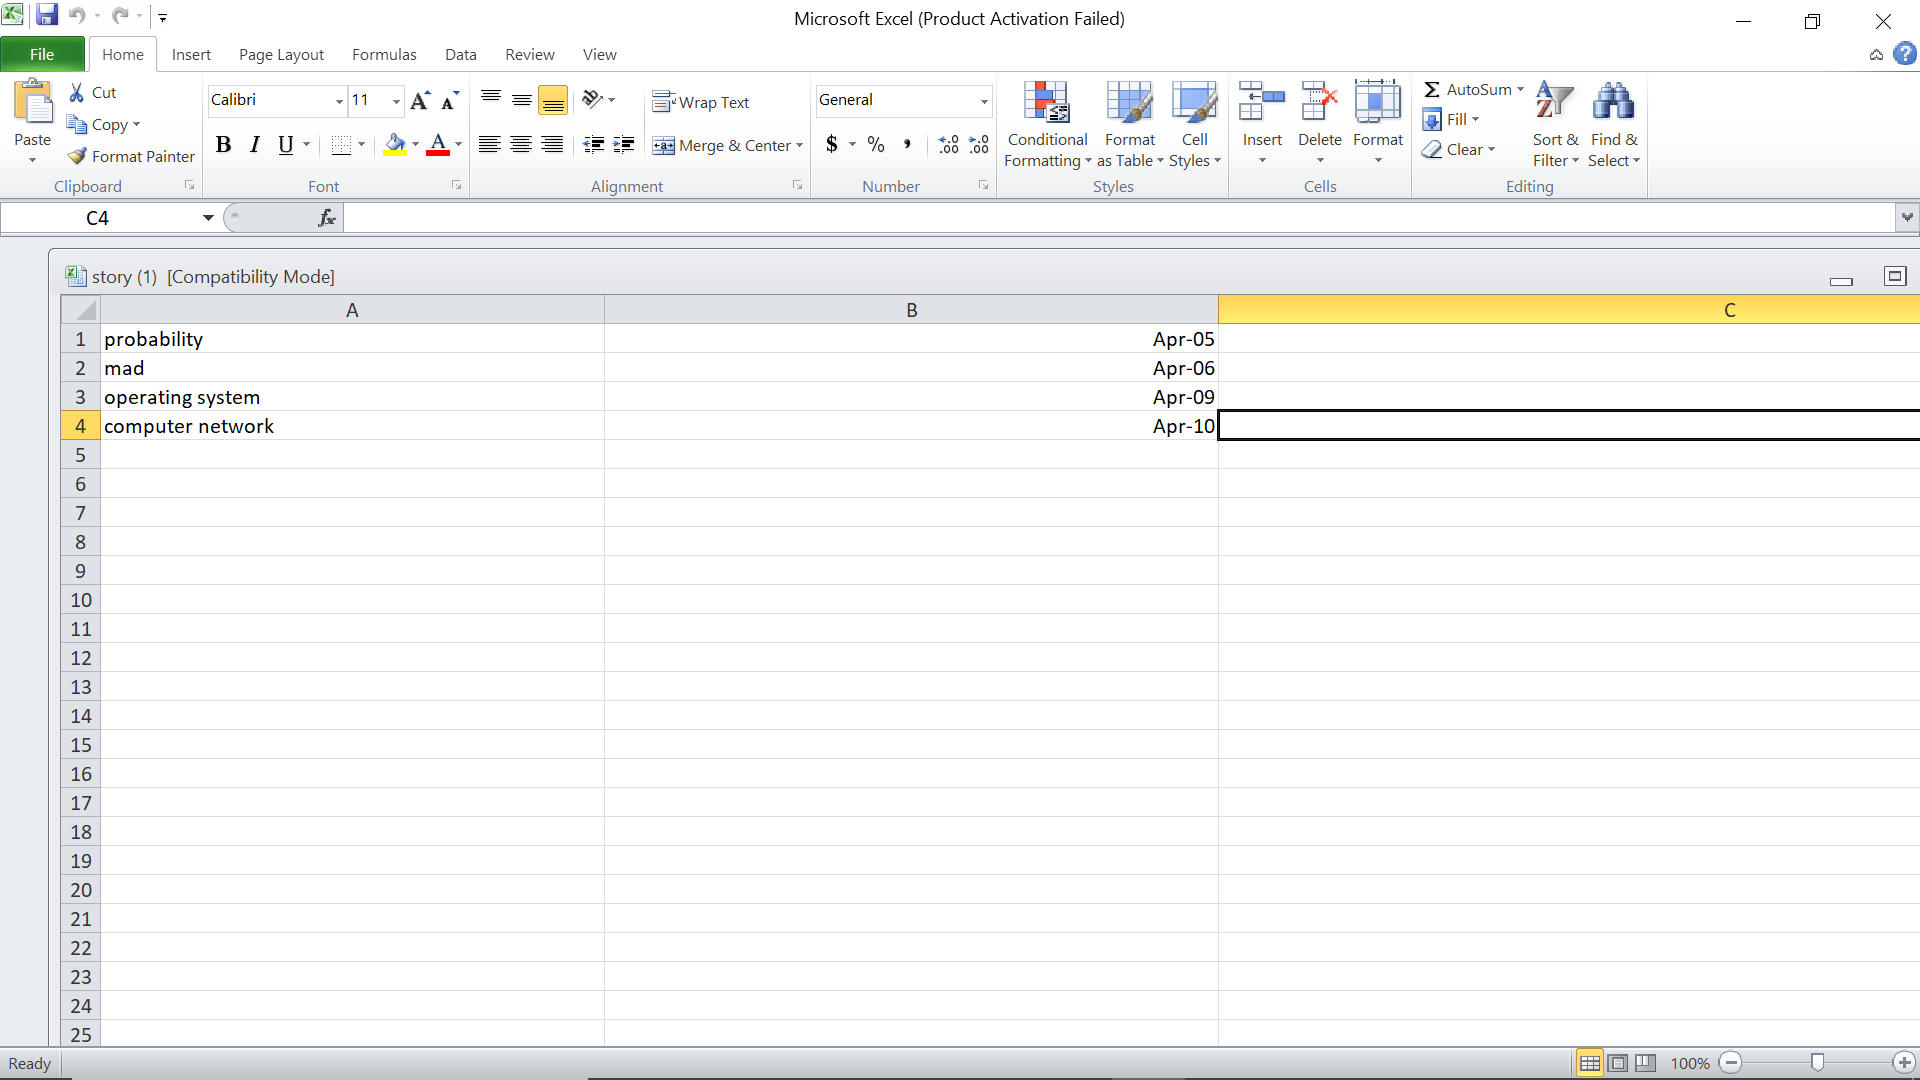 Microsoft Excel (Product Activation Failed)
File Home Insert Page Layout Formulas Data Review View
Paste
Cut
Copy
Format Painter
Clipboard
Calibri 11
B I U A
Font
Wrap Text
Merge & Center
Alignment
General
$ % , .0 .00 .00 .0
Number
Conditional Formatting
Format as Table
Cell Styles
Styles
Insert
Delete
Format
Cells
Σ AutoSum
Fill
Clear
Sort & Filter
Find & Select
Editing
C4 fx
story (1) [Compatibility Mode]
A B C
1 probability Apr-05
2 mad Apr-06
3 operating system Apr-09
4 computer network Apr-10
5
6
7
8
9
10
11
12
13
14
15
16
17
18
19
20
21
22
23
24
25
Ready 100%